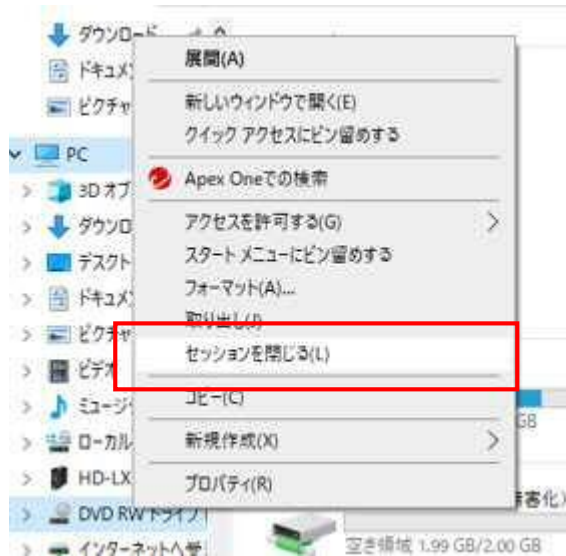 ダウンロード
ドキュメ
ピクチャ
PC
3D オブ
ダウンロ
デスクト
ドキュメ
ピクチャ
ビデオ
ミュージ
ローカル
HD-LX
DVD RW ドライブ
インターネットへ受
展開(A)
新しいウィンドウで開く(E)
クイック アクセスにピン留めする
Apex Oneでの検索
アクセスを許可する(G)
スタート メニューにピン留めする
フォーマット(A)...
取り出し(J)
セッションを閉じる(L)
コピー(C)
新規作成(X)
プロパティ(R)
GB
空き領域 1.99 GB/2.00 GB